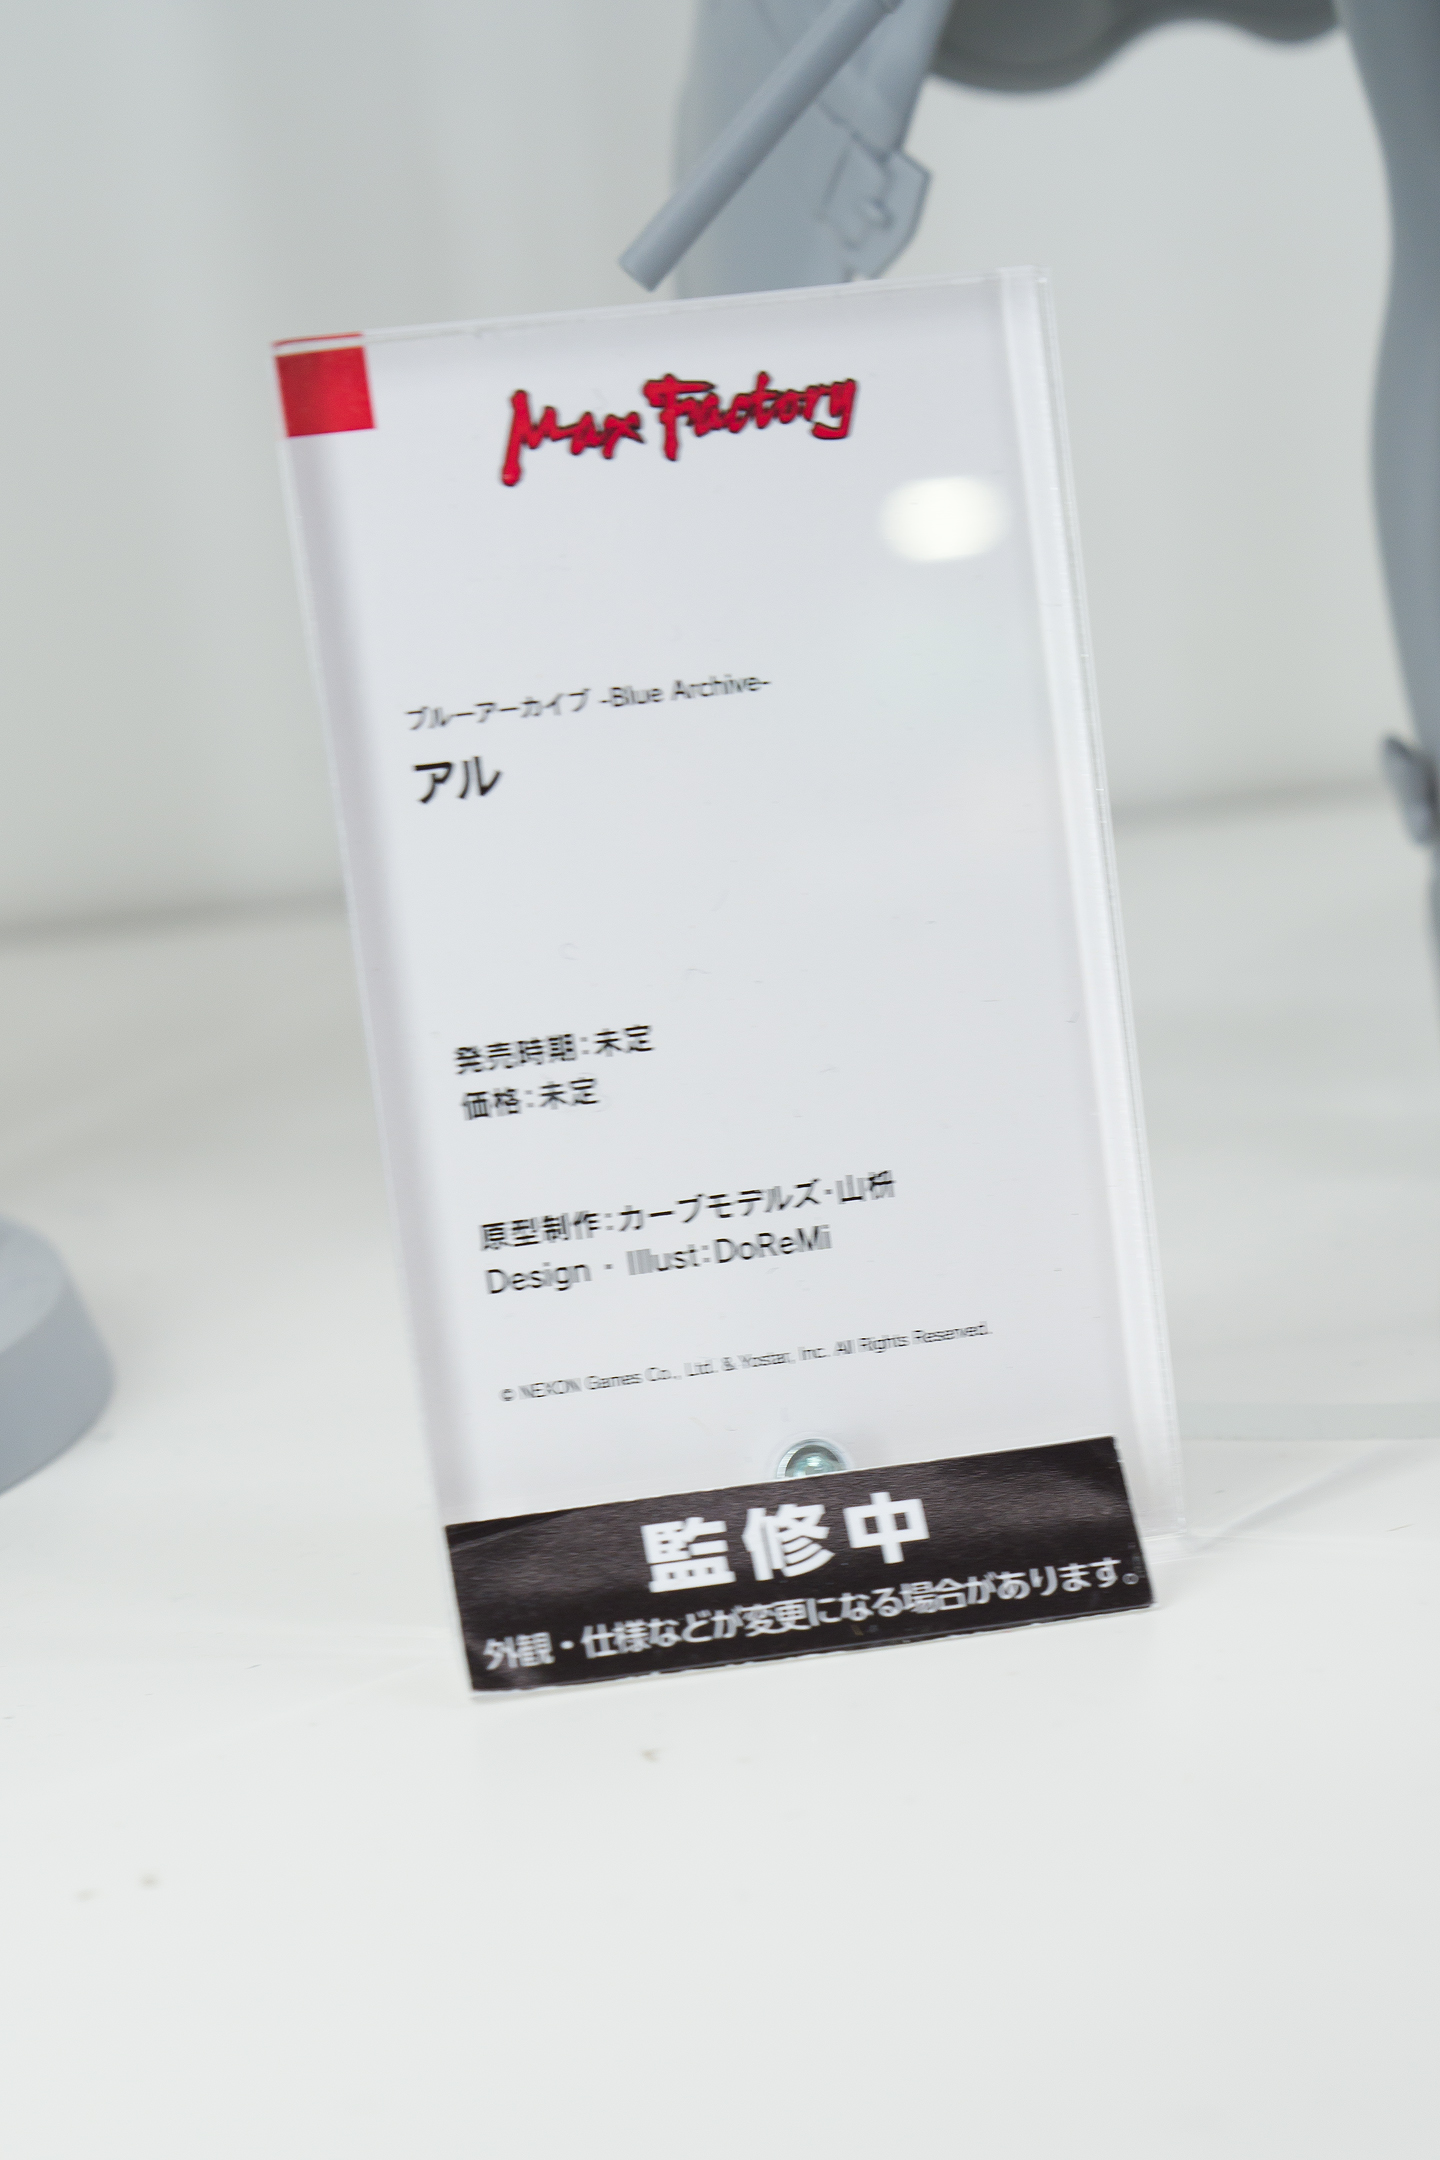 Max Factory
ブルーアーカイブ -Blue Archive-
アル
発売時期:未定
価格:未定
原型制作:カーブモデルズ・山枡
Design・Illust:DoReMi
© NEXON Games Co., Ltd. & Yostar, Inc. All Rights Reserved.
監修中
外観・仕様などが変更になる場合があります。